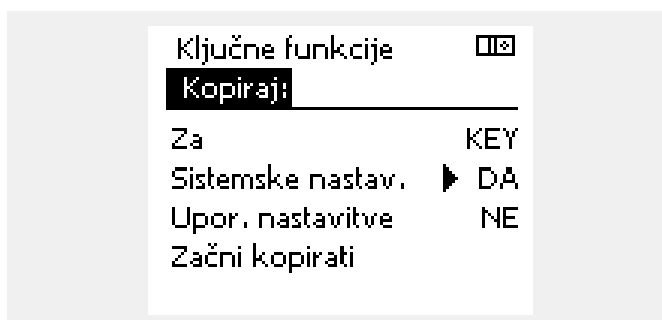 Ključne funkcije
Kopiraj:
Za KEY
Sistemske nastav. DA
Upor. nastavitve NE
Začni kopirati